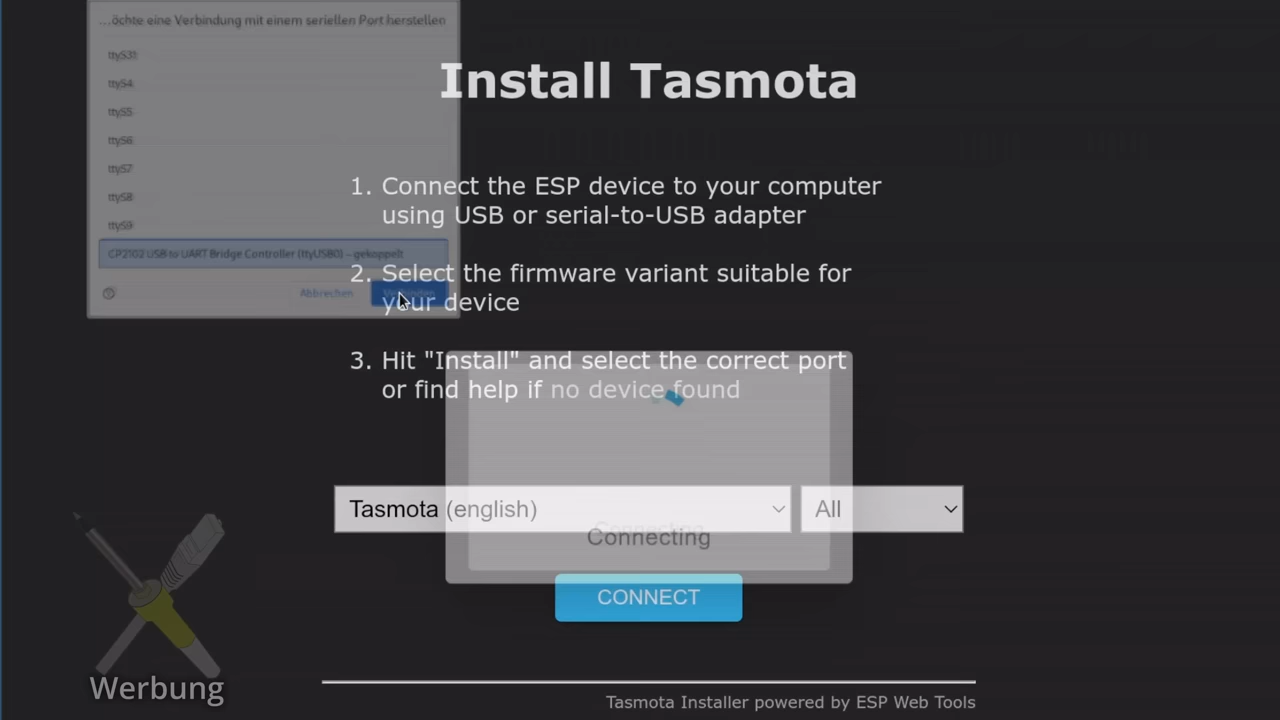 ...öchte eine Verbindung mit einem seriellen Port herstellen
ttyS31
ttyS4
ttyS5
ttyS6
ttyS7
ttyS8
ttyS9
CP2102 USB to UART Bridge Controller (ttyUSB0) – gekoppelt
Abbrechen
Verbinden
Install Tasmota
1. Connect the ESP device to your computer
using USB or serial-to-USB adapter
2. Select the firmware variant suitable for
your device
3. Hit "Install" and select the correct port
or find help if no device found
Tasmota (english)
All
Connecting
CONNECT
Werbung
Tasmota Installer powered by ESP Web Tools